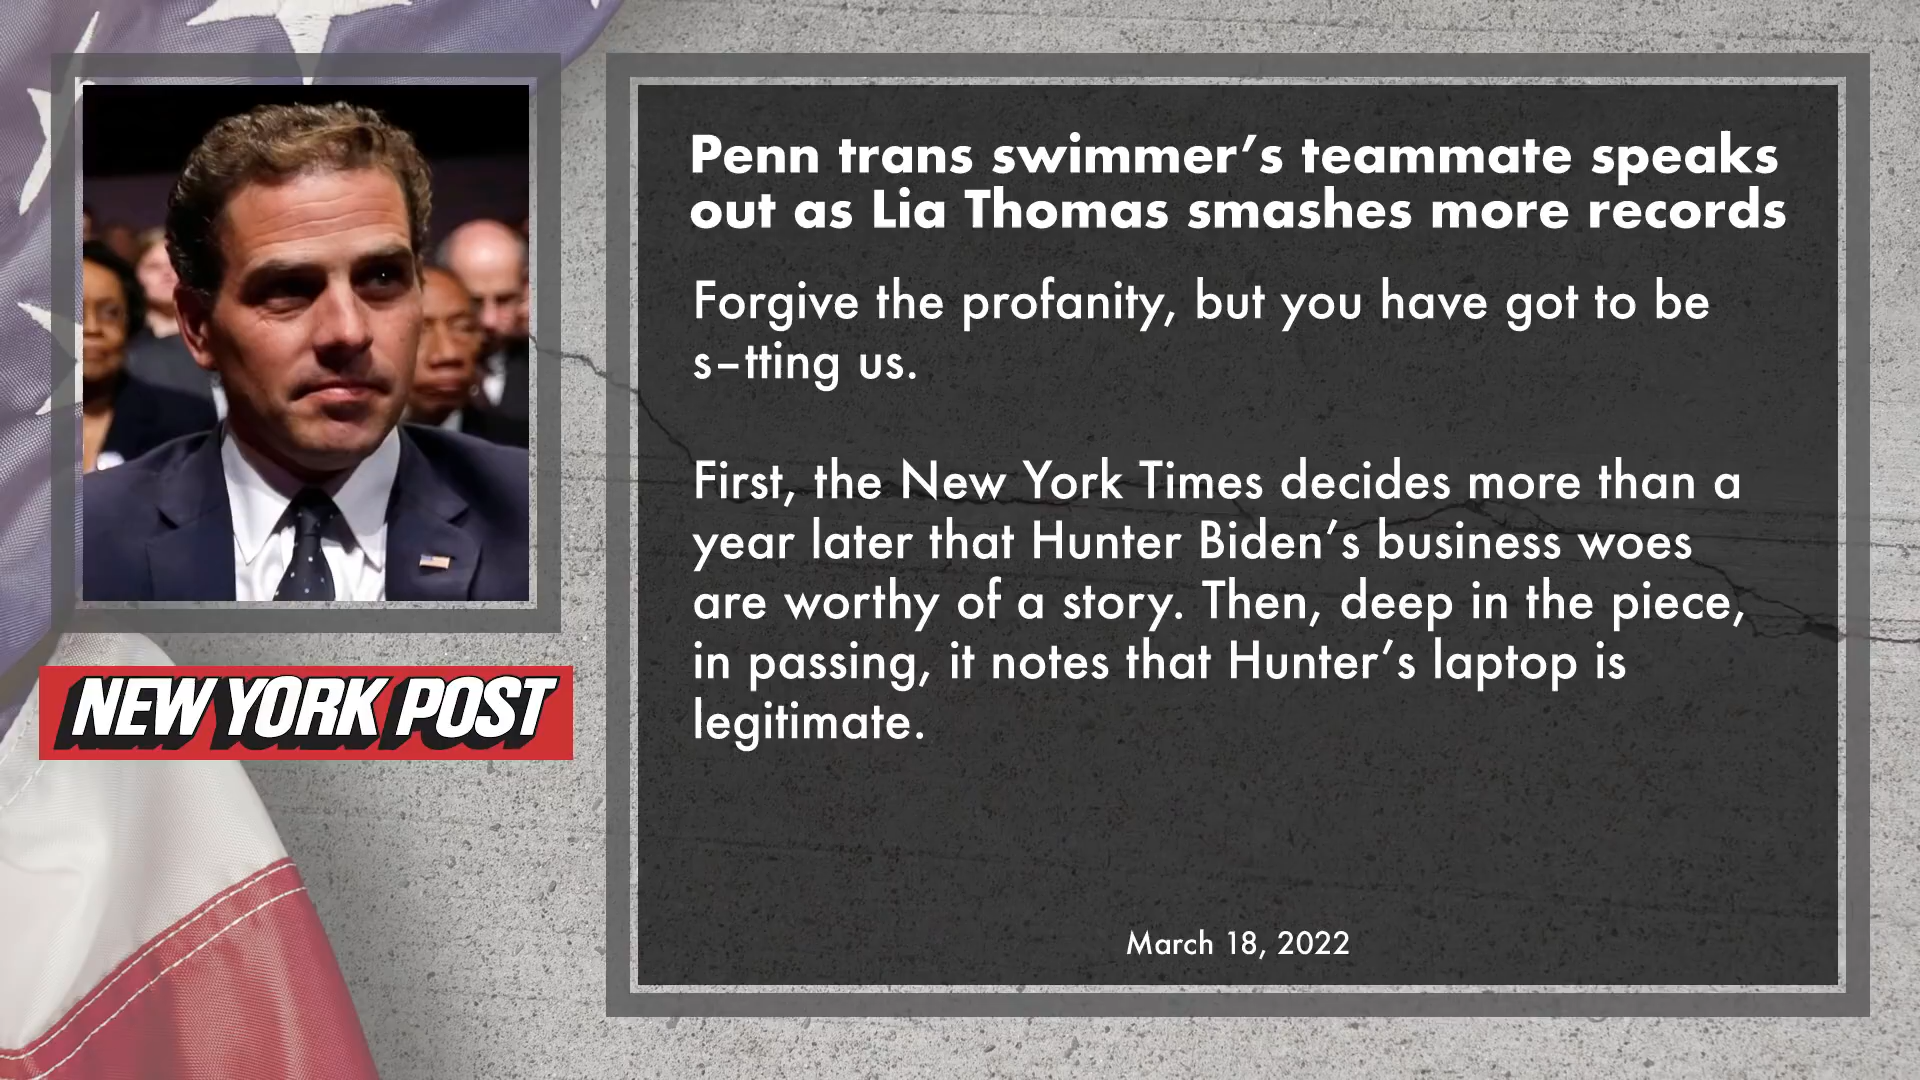 Penn trans swimmer’s teammate speaks
out as Lia Thomas smashes more records
Forgive the profanity, but you have got to be
s–tting us.
First, the New York Times decides more than a
year later that Hunter Biden’s business woes
are worthy of a story. Then, deep in the piece,
in passing, it notes that Hunter’s laptop is
legitimate.
NEW YORK POST
March 18, 2022